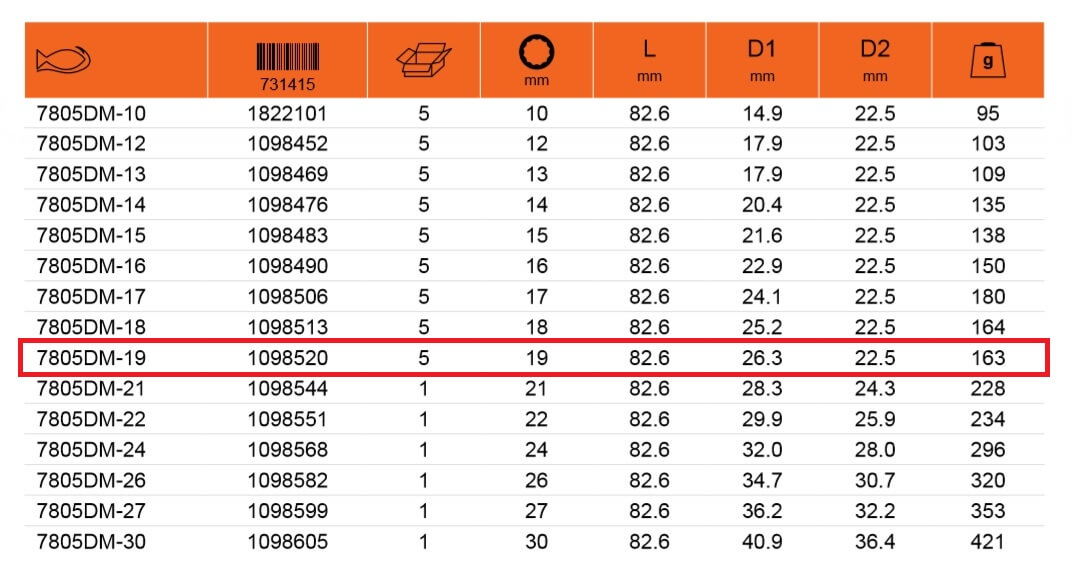 731415 mm L mm D1 mm D2 mm g
7805DM-10 1822101 5 10 82.6 14.9 22.5 95
7805DM-12 1098452 5 12 82.6 17.9 22.5 103
7805DM-13 1098469 5 13 82.6 17.9 22.5 109
7805DM-14 1098476 5 14 82.6 20.4 22.5 135
7805DM-15 1098483 5 15 82.6 21.6 22.5 138
7805DM-16 1098490 5 16 82.6 22.9 22.5 150
7805DM-17 1098506 5 17 82.6 24.1 22.5 180
7805DM-18 1098513 5 18 82.6 25.2 22.5 164
7805DM-19 1098520 5 19 82.6 26.3 22.5 163
7805DM-21 1098544 1 21 82.6 28.3 24.3 228
7805DM-22 1098551 1 22 82.6 29.9 25.9 234
7805DM-24 1098568 1 24 82.6 32.0 28.0 296
7805DM-26 1098582 1 26 82.6 34.7 30.7 320
7805DM-27 1098599 1 27 82.6 36.2 32.2 353
7805DM-30 1098605 1 30 82.6 40.9 36.4 421